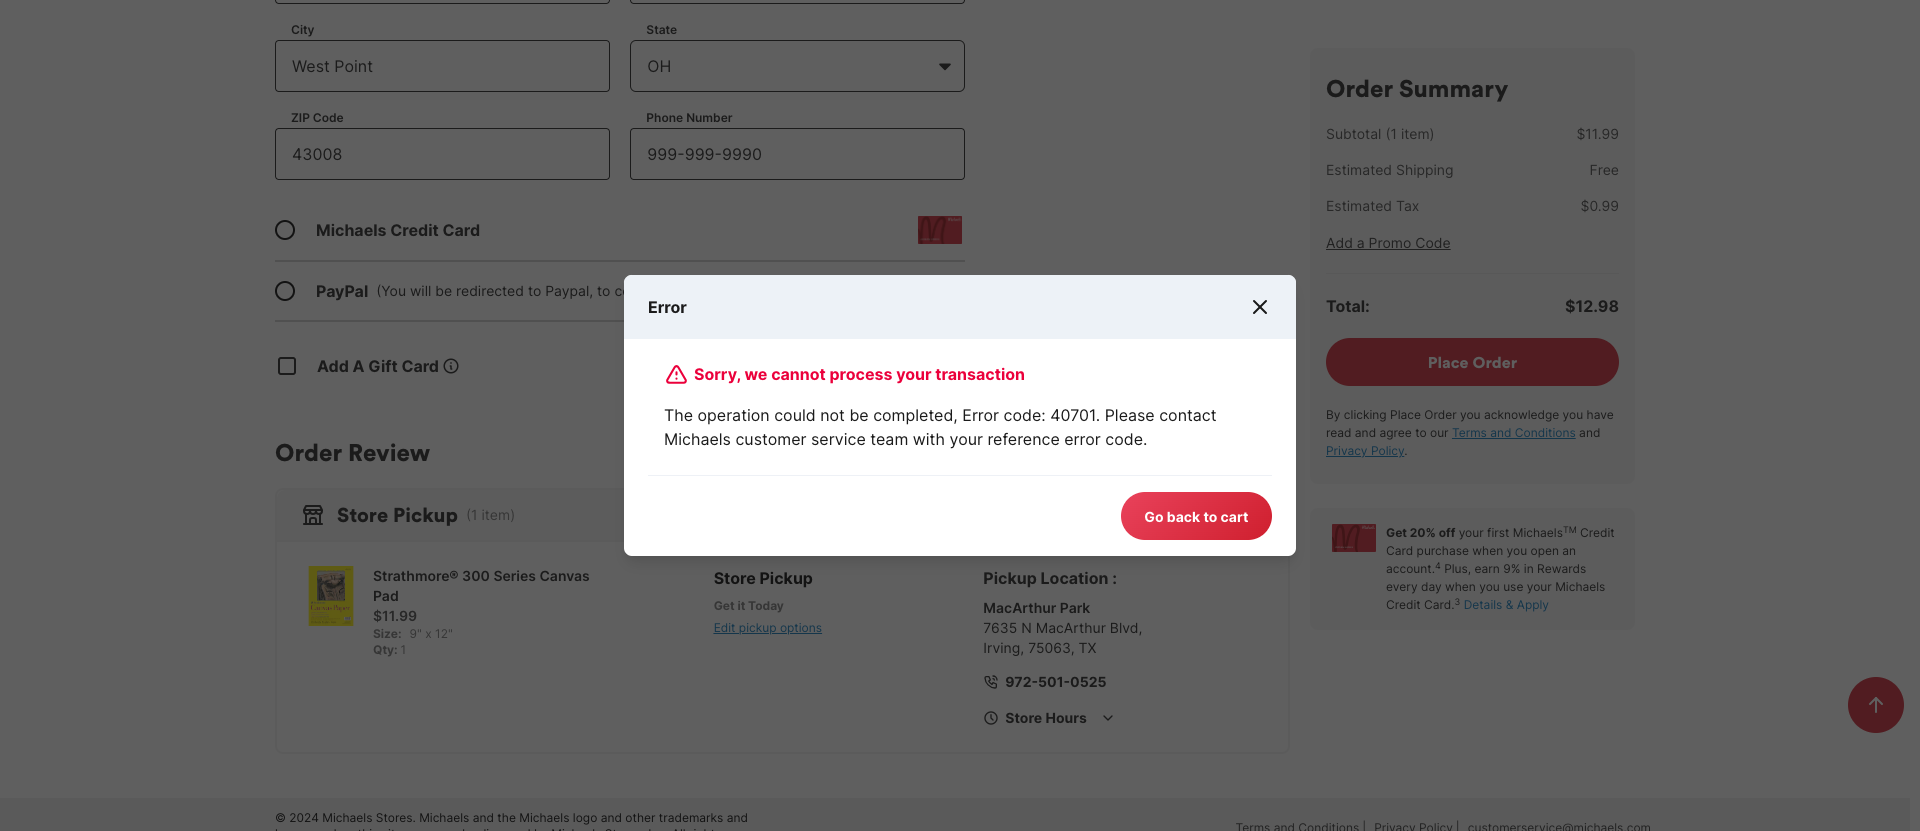 City
State
West Point
OH
ZIP Code
Phone Number
43008
999-999-9990
Michaels Credit Card
PayPal (You will be redirected to Paypal, to
Add A Gift Card
Order Review
Store Pickup (1 item)
Strathmore® 300 Series Canvas
Pad
$11.99
Size: 9" x 12"
Qty: 1
Store Pickup
Get it Today
Edit pickup options
Pickup Location :
MacArthur Park
7635 N MacArthur Blvd,
Irving, 75063, TX
972-501-0525
Store Hours
Error
Sorry, we cannot process your transaction
The operation could not be completed, Error code: 40701. Please contact
Michaels customer service team with your reference error code.
Go back to cart
Order Summary
Subtotal (1 item) $11.99
Estimated Shipping Free
Estimated Tax $0.99
Add a Promo Code
Total: $12.98
Place Order
By clicking Place Order you acknowledge you have
read and agree to our Terms and Conditions and
Privacy Policy.
Get 20% off your first Michaels™ Credit
Card purchase when you open an
account.⁴ Plus, earn 9% in Rewards
every day when you use your Michaels
Credit Card.³ Details & Apply
© 2024 Michaels Stores. Michaels and the Michaels logo and other trademarks and
Terms and Conditions | Privacy Policy | customerservice@michaels.com